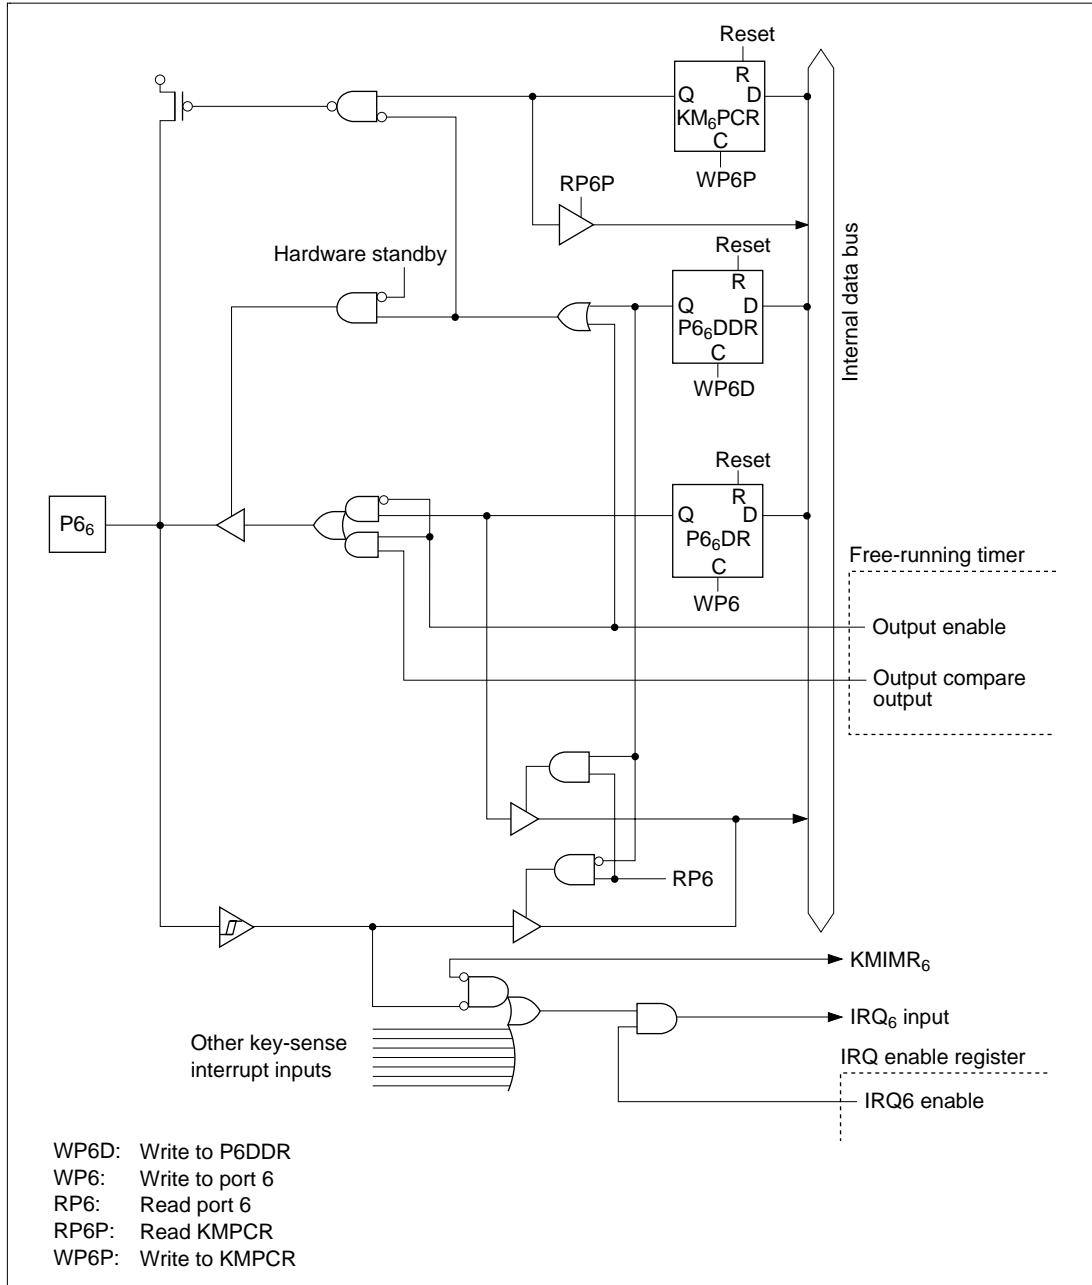 Reset
R
Q D
KM₆PCR
C
WP6P
RP6P
Hardware standby
Reset
R
Q D
P6₆DDR
C
WP6D
Internal data bus
Reset
R
Q D
P6₆DR
C
WP6
P6₆
Free-running timer
Output enable
Output compare
output
RP6
KMIMR₆
IRQ₆ input
Other key-sense
interrupt inputs
IRQ enable register
IRQ6 enable
WP6D: Write to P6DDR
WP6: Write to port 6
RP6: Read port 6
RP6P: Read KMPCR
WP6P: Write to KMPCR